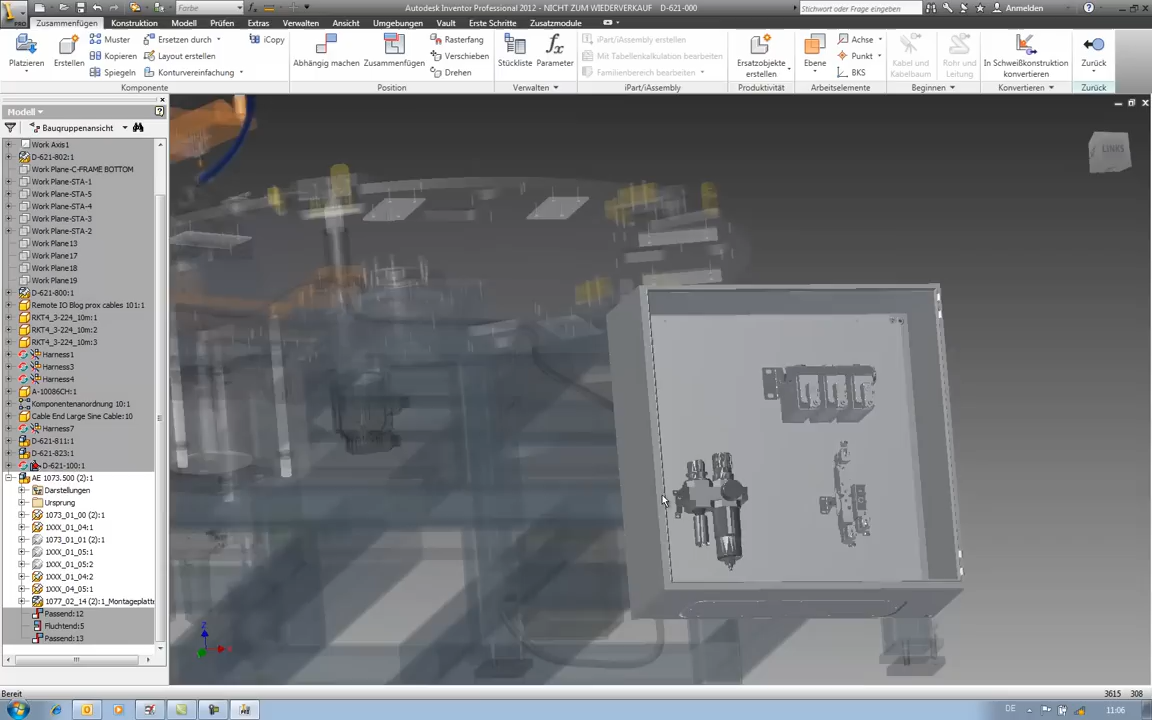 Farbe
Autodesk Inventor Professional 2012 - NICHT ZUM WIEDERVERKAUF D-621-000
Stichwort oder Frage eingeben
Anmelden
PRO
Zusammenfügen Konstruktion Modell Prüfen Extras Verwalten Ansicht Umgebungen Vault Erste Schritte Zusatzmodule
Platzieren
Erstellen
Muster
Kopieren
Spiegeln
Ersetzen durch
Layout erstellen
Konturvereinfachung
iCopy
Komponente
Abhängig machen
Zusammenfügen
Rasterfang
Verschieben
Drehen
Position
Stückliste
Parameter
Verwalten
iPart/iAssembly erstellen
Mit Tabellenkalkulation bearbeiten
Familienbereich bearbeiten
iPart/iAssembly
Ersatzobjekte
erstellen
Produktivität
Ebene
Achse
Punkt
BKS
Arbeitselemente
Kabel und
Kabelbaum
Rohr und
Leitung
Beginnen
In Schweißkonstruktion
konvertieren
Konvertieren
Zurück
Zurück
Modell
Baugruppenansicht
Work Axis1
D-621-802:1
Work Plane-C-FRAME BOTTOM
Work Plane-STA-1
Work Plane-STA-5
Work Plane-STA-4
Work Plane-STA-3
Work Plane-STA-2
Work Plane13
Work Plane17
Work Plane18
Work Plane19
D-621-800:1
Remote IO Blog prox cables 101:1
RKT4_3-224_10m:1
RKT4_3-224_10m:2
RKT4_3-224_10m:3
Harness1
Harness3
Harness4
A-10086CH:1
Komponentenanordnung 10:1
Cable End Large Sine Cable:10
Harness7
D-621-811:1
D-621-823:1
D-621-100:1
AE 1073.500 (2):1
Darstellungen
Ursprung
1073_01_00 (2):1
1XXX_01_04:1
1073_01_01 (2):1
1XXX_01_05:1
1XXX_01_05:2
1XXX_01_04:2
1XXX_04_05:1
1077_02_14 (2):1_Montageplatt
Passend:12
Fluchtend:5
Passend:13
LINKS
Z
Bereit
3615 308
DE
11:06